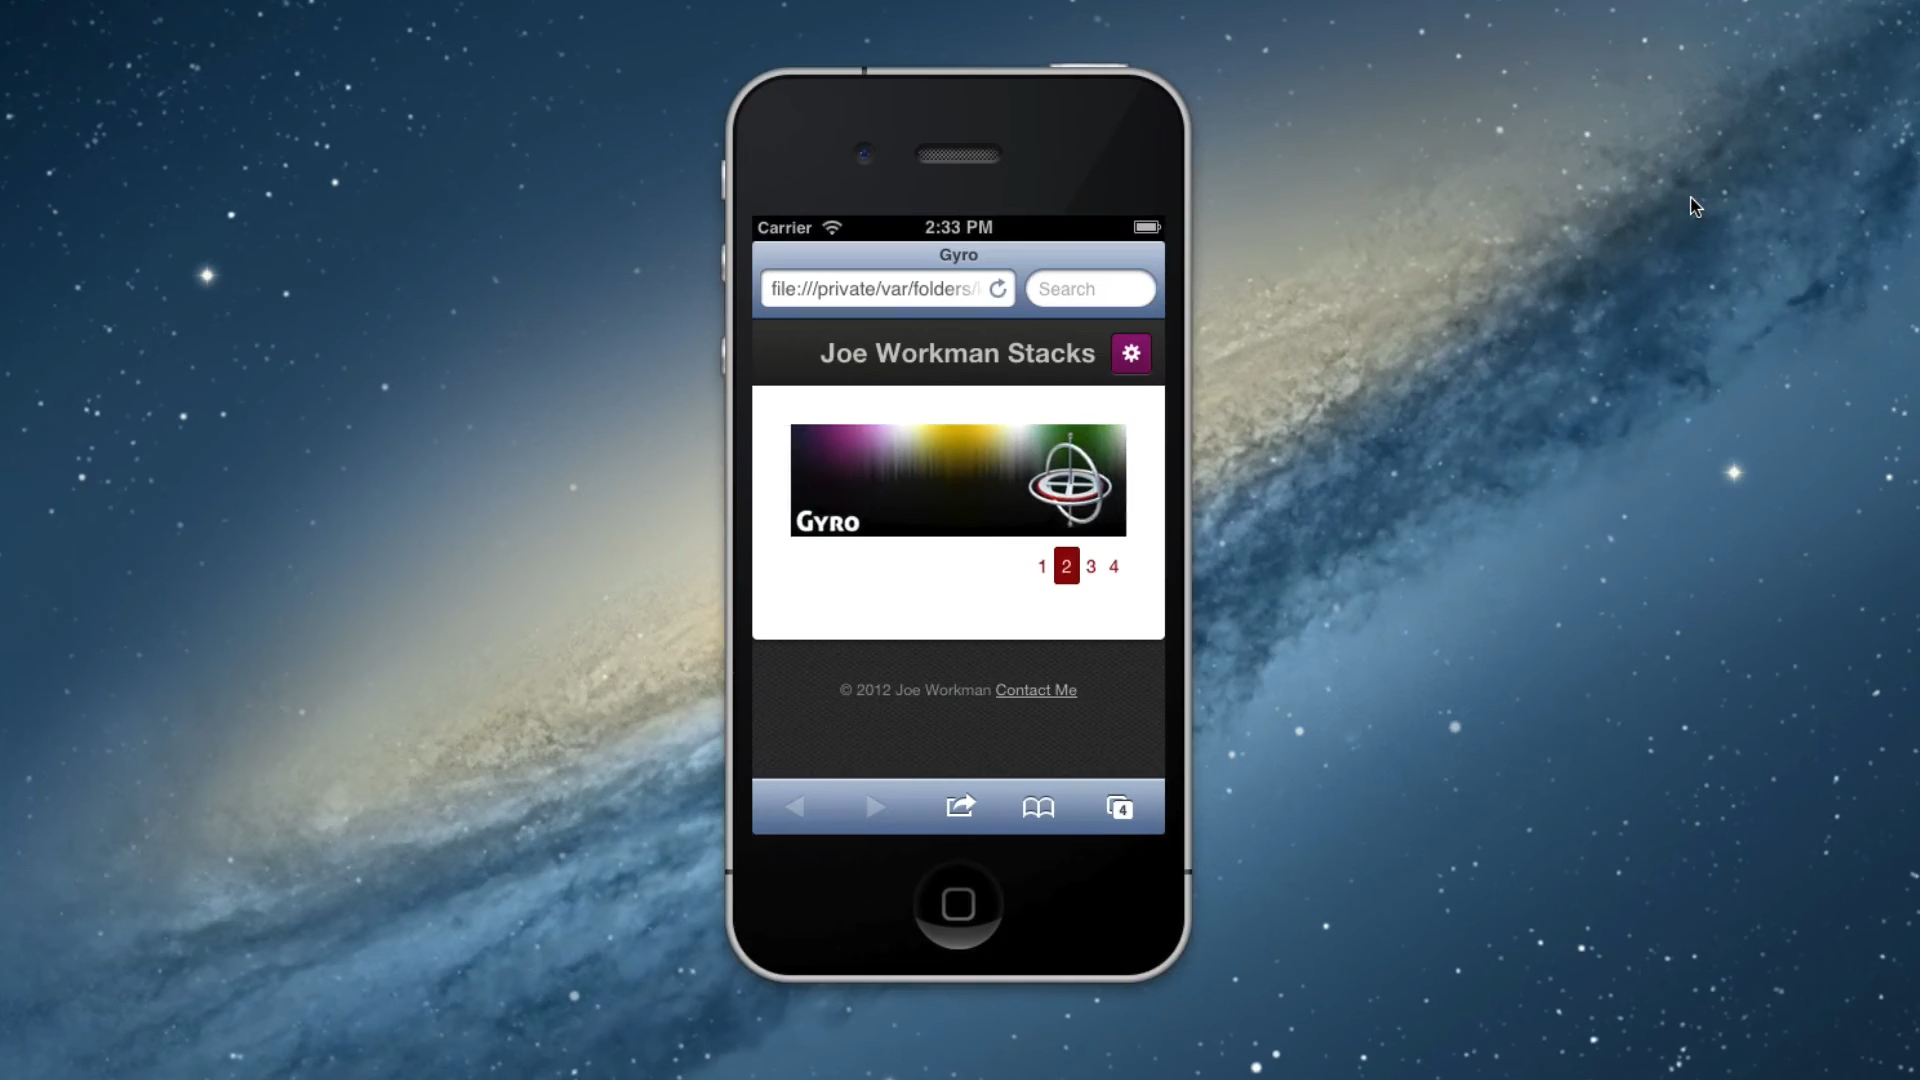 Carrier 2:33 PM
Gyro
file:///private/var/folders/ Search
Joe Workman Stacks
GYRO
1 2 3 4
© 2012 Joe Workman Contact Me
4